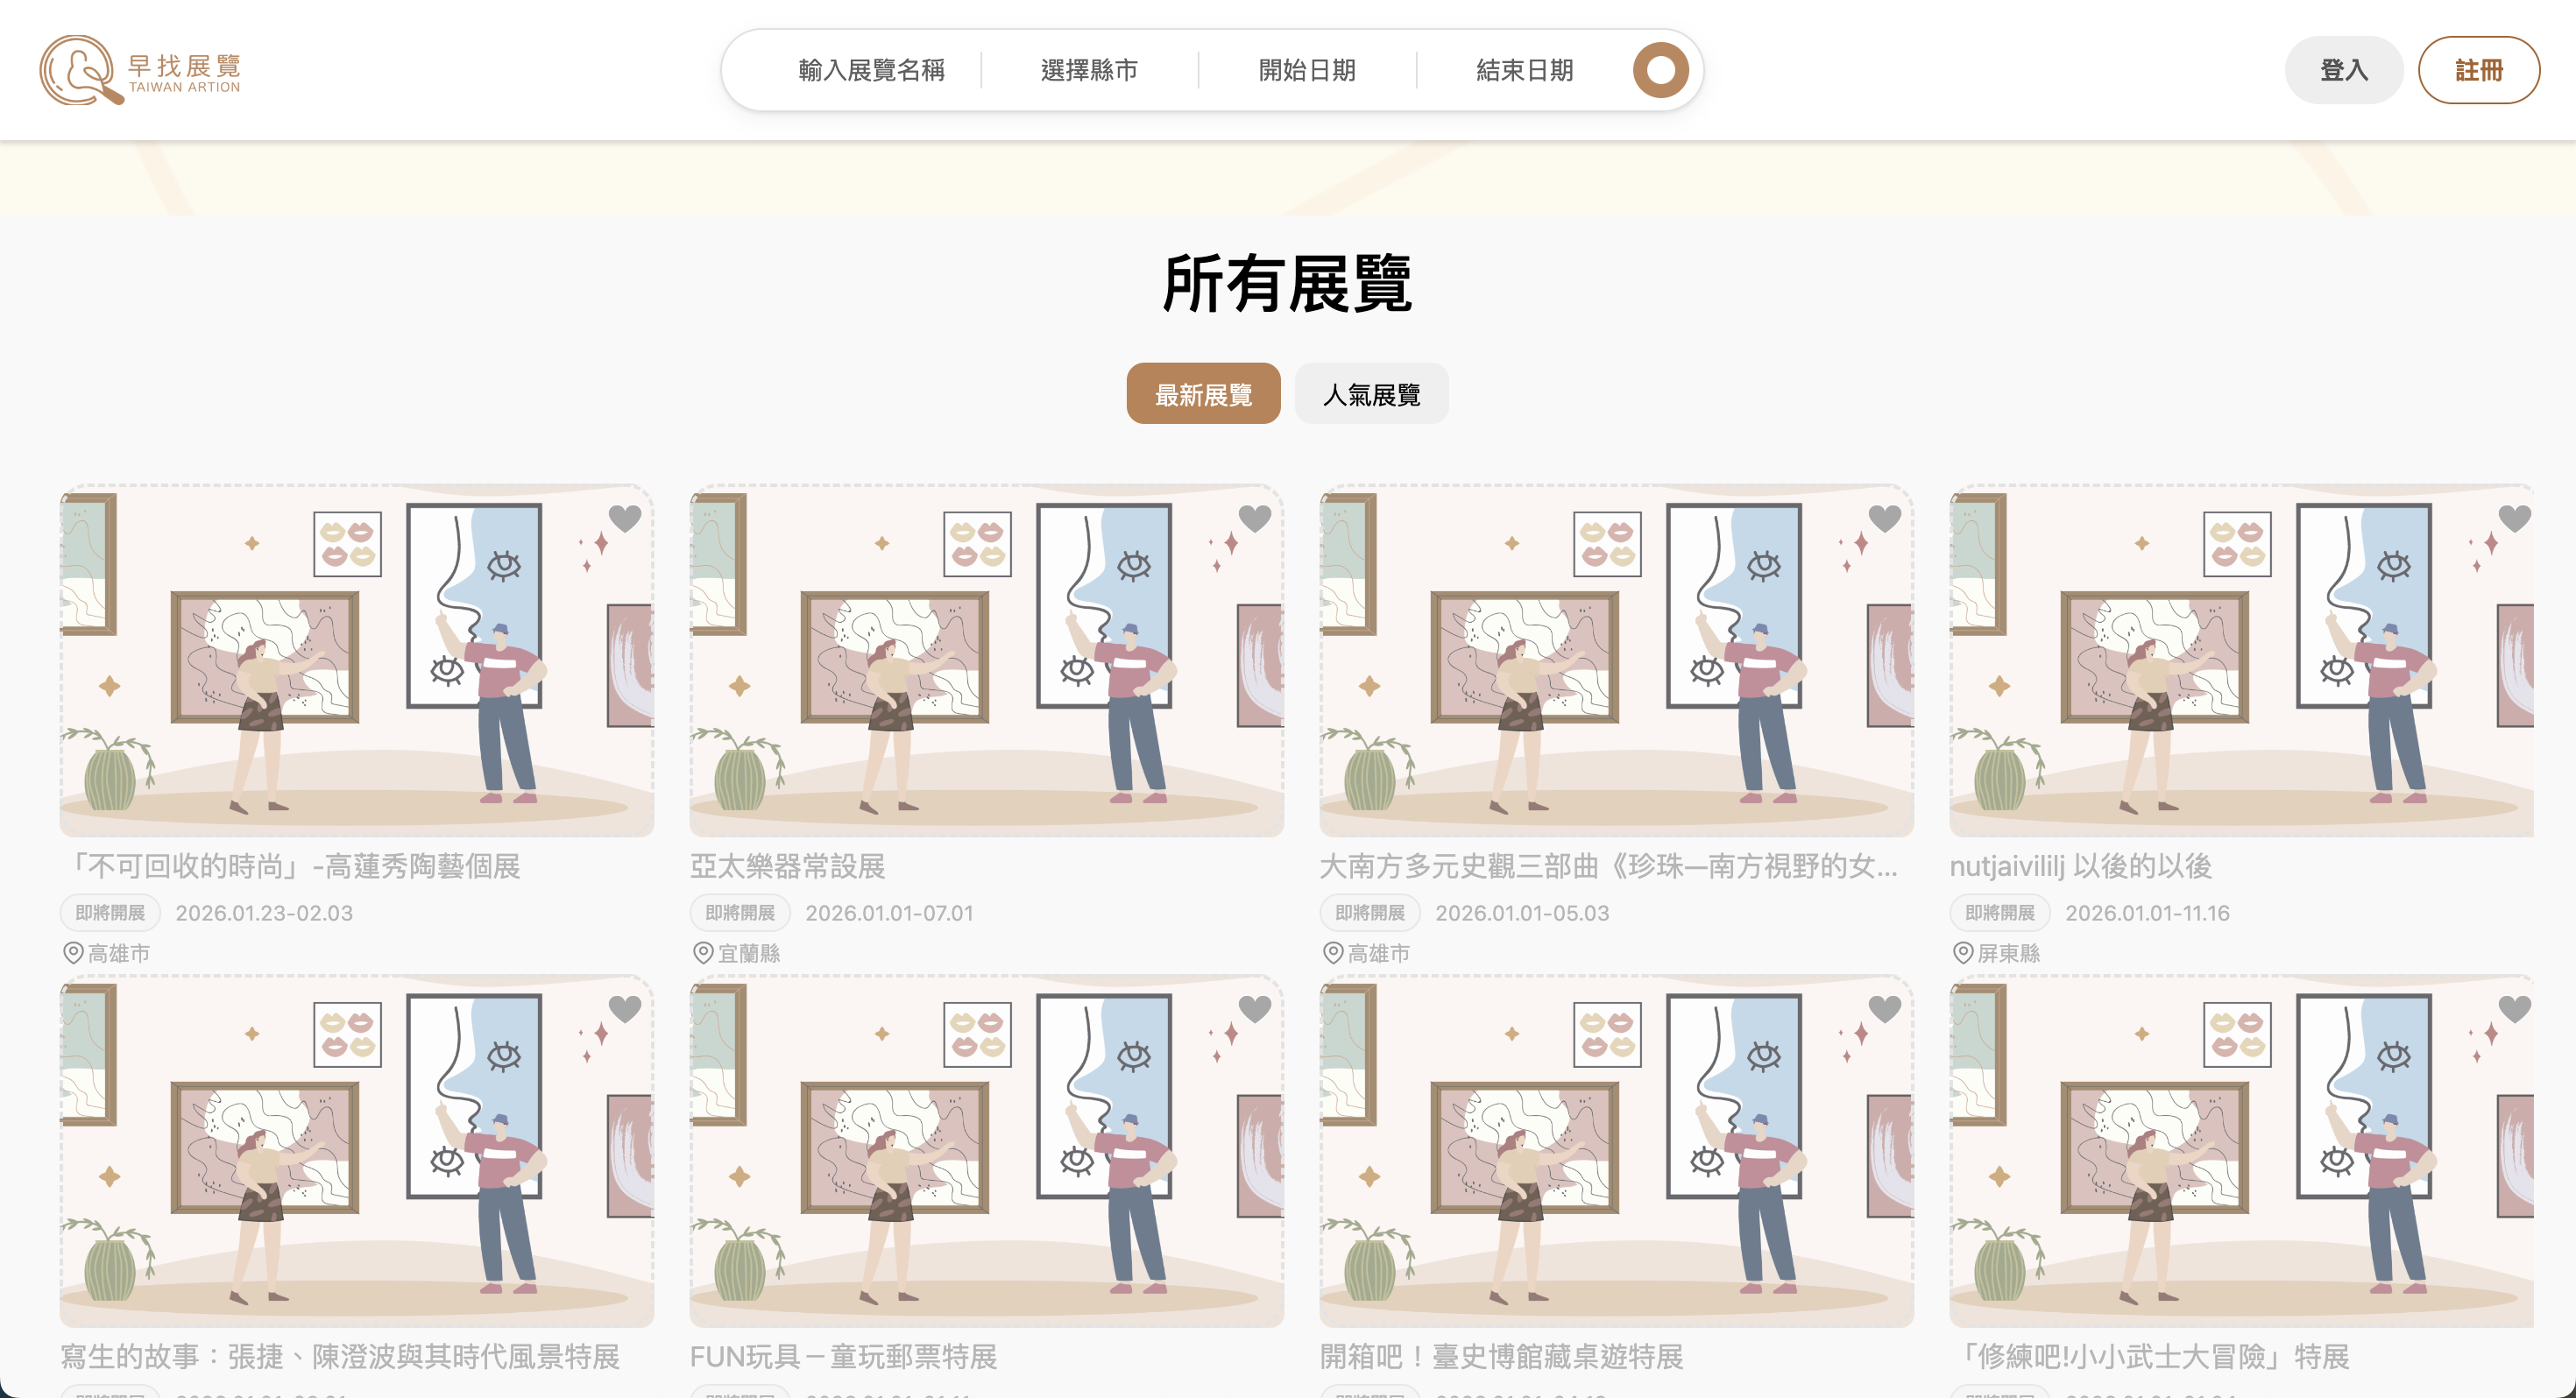 早找展覽
TAIWAN ARTION
輸入展覽名稱
選擇縣市
開始日期
結束日期
登入
註冊
所有展覽
最新展覽
人氣展覽
「不可回收的時尚」-高蓮秀陶藝個展
即將開展 2026.01.23-02.03
高雄市
亞太樂器常設展
即將開展 2026.01.01-07.01
宜蘭縣
大南方多元史觀三部曲《珍珠—南方視野的女...
即將開展 2026.01.01-05.03
高雄市
nutjaivililj 以後的以後
即將開展 2026.01.01-11.16
屏東縣
寫生的故事：張捷、陳澄波與其時代風景特展
FUN玩具－童玩郵票特展
開箱吧！臺史博館藏桌遊特展
「修練吧!小小武士大冒險」特展